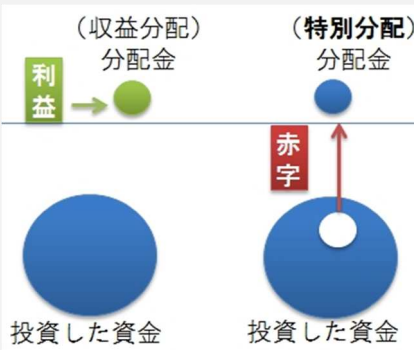 （収益分配）
分配金
利益
投資した資金
（特別分配）
分配金
赤字
投資した資金